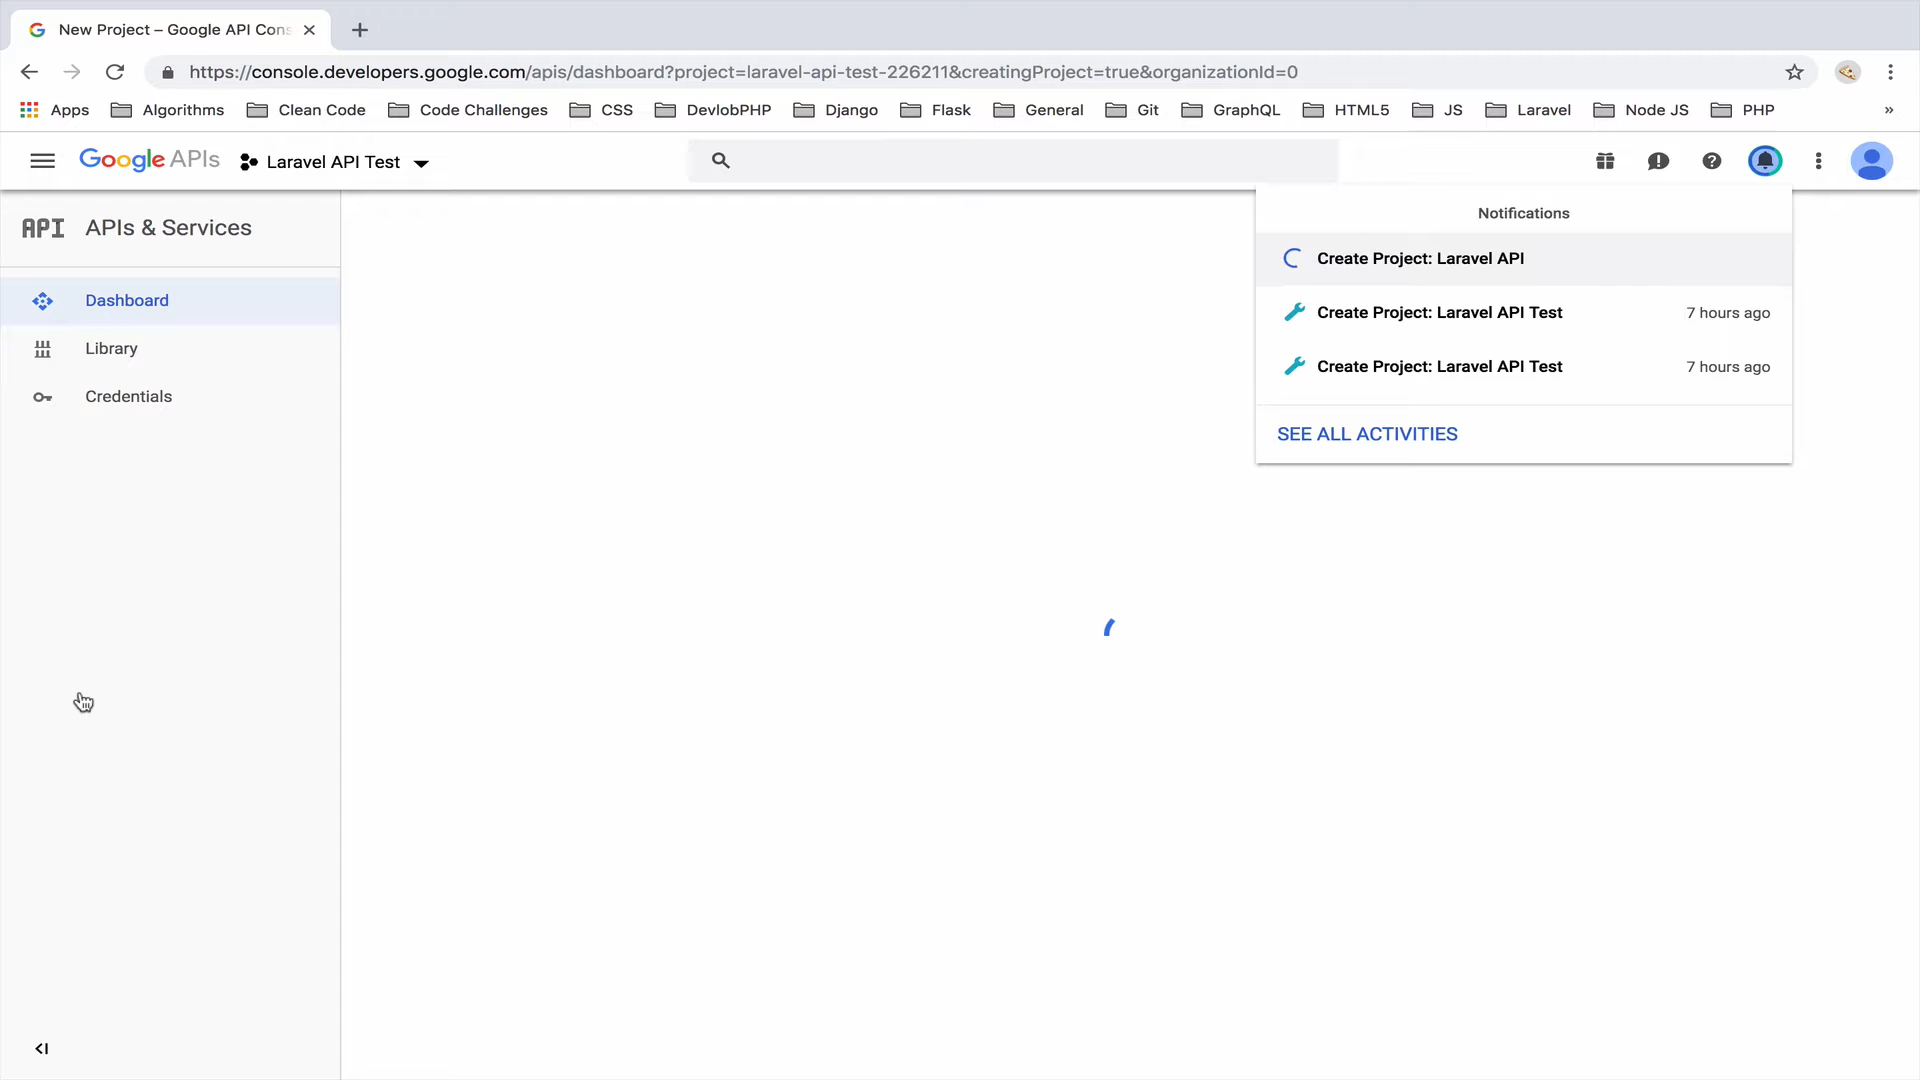 New Project – Google API Cons
https://console.developers.google.com/apis/dashboard?project=laravel-api-test-226211&creatingProject=true&organizationId=0
Apps Algorithms Clean Code Code Challenges CSS DevlobPHP Django Flask General Git GraphQL HTML5 JS Laravel Node JS PHP »
Google APIs Laravel API Test
API APIs & Services
Notifications
Create Project: Laravel API
Dashboard
Create Project: Laravel API Test 7 hours ago
Library
Create Project: Laravel API Test 7 hours ago
Credentials
SEE ALL ACTIVITIES